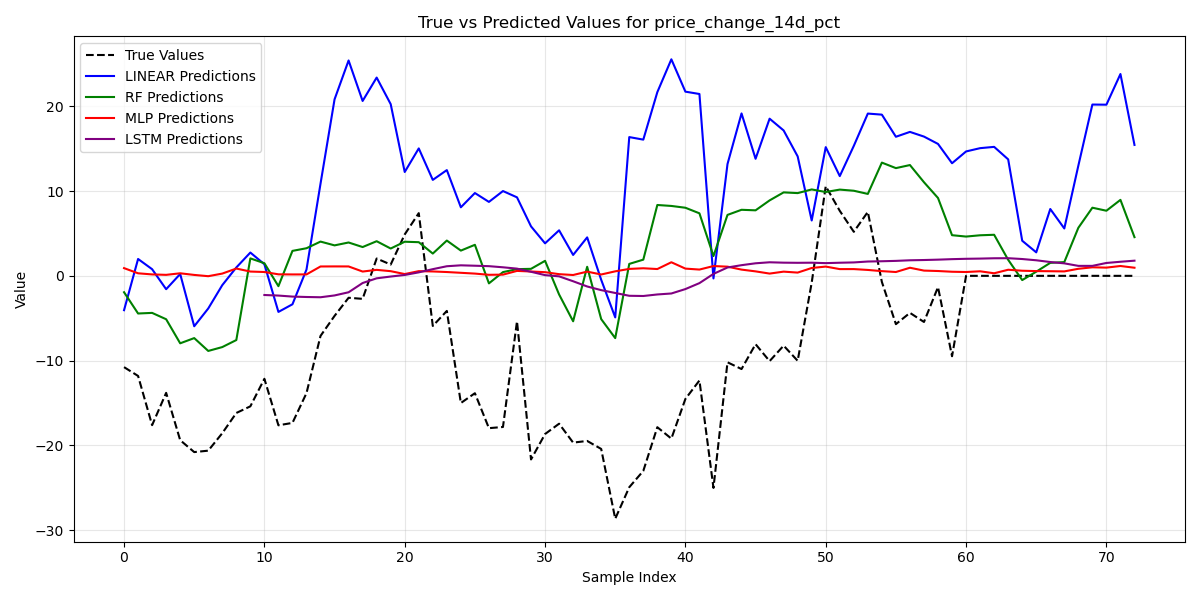 True vs Predicted Values for price_change_14d_pct
True Values
LINEAR Predictions
RF Predictions
MLP Predictions
LSTM Predictions
Value
20
10
0
−10
−20
−30
0 10 20 30 40 50 60 70
Sample Index